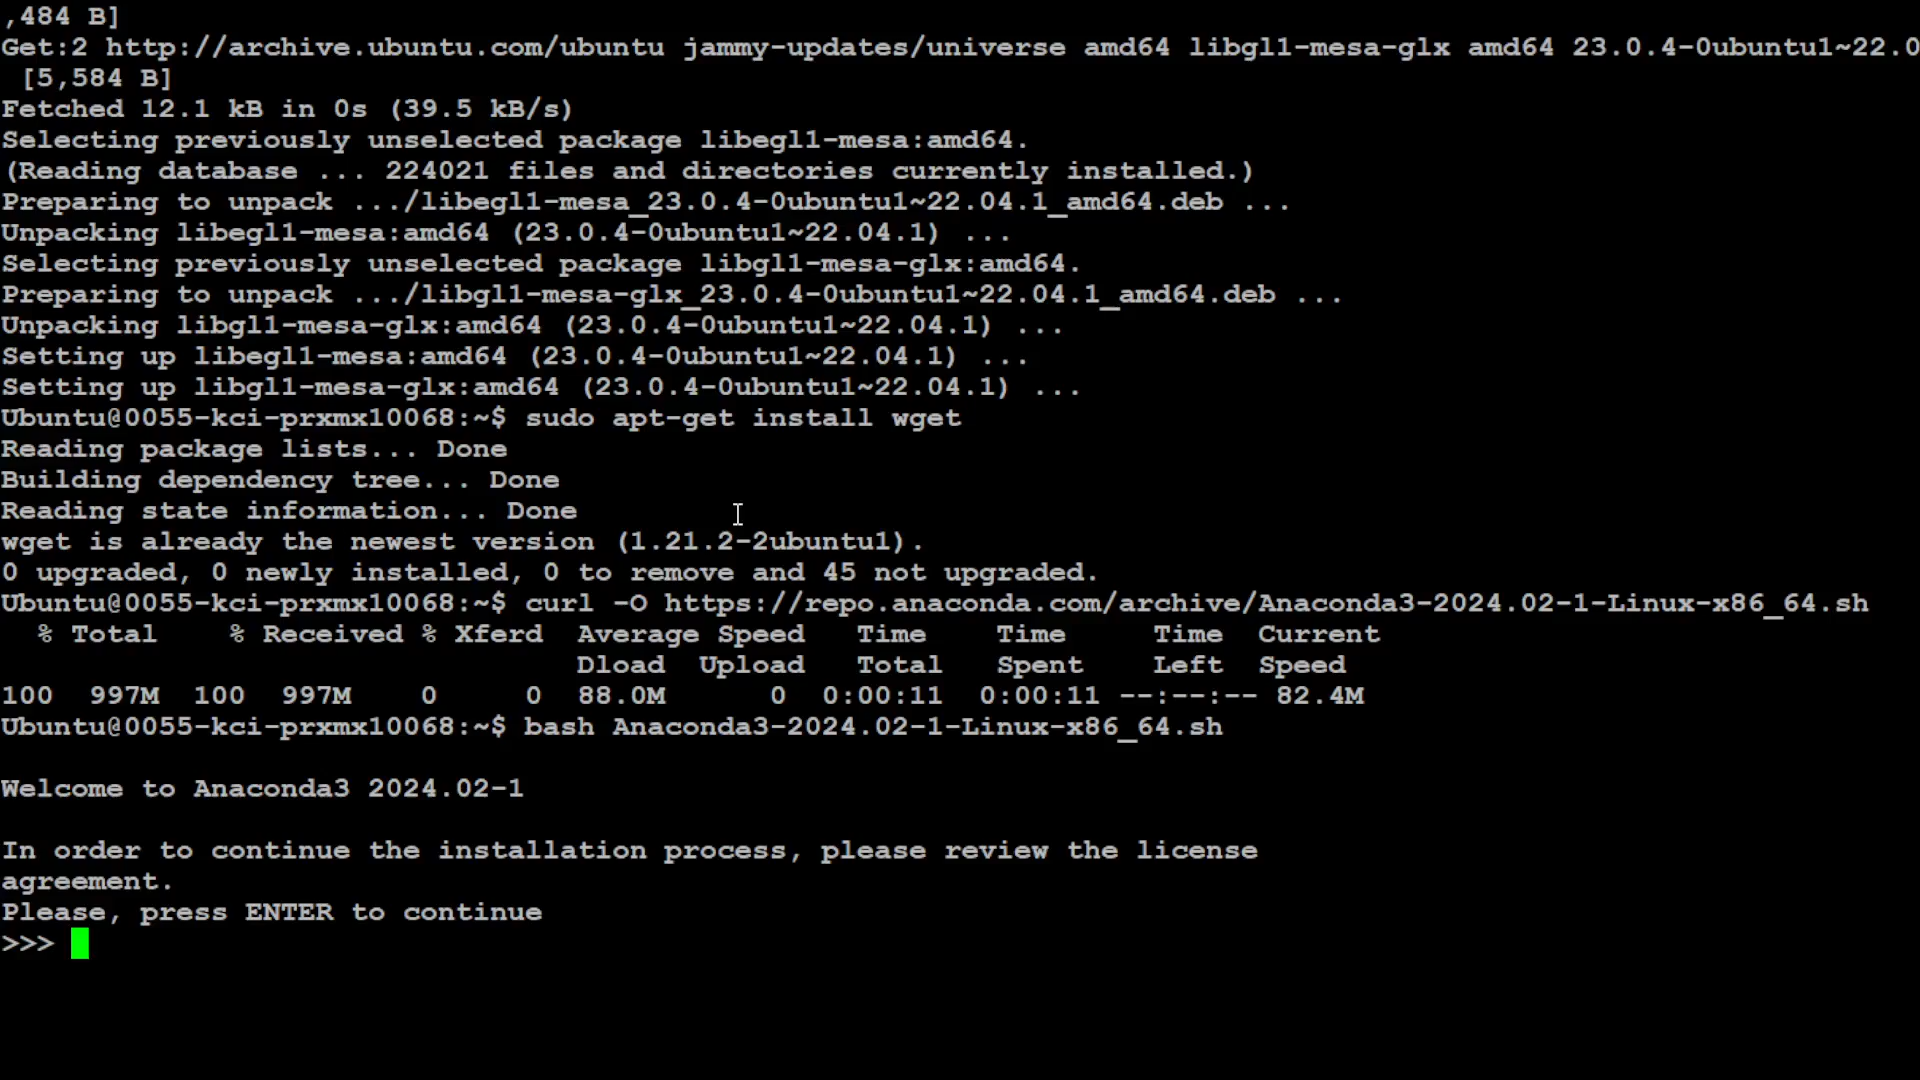 ,484 B]
Get:2 http://archive.ubuntu.com/ubuntu jammy-updates/universe amd64 libgl1-mesa-glx amd64 23.0.4-0ubuntu1~22.0
 [5,584 B]
Fetched 12.1 kB in 0s (39.5 kB/s)
Selecting previously unselected package libegl1-mesa:amd64.
(Reading database ... 224021 files and directories currently installed.)
Preparing to unpack .../libegl1-mesa_23.0.4-0ubuntu1~22.04.1_amd64.deb ...
Unpacking libegl1-mesa:amd64 (23.0.4-0ubuntu1~22.04.1) ...
Selecting previously unselected package libgl1-mesa-glx:amd64.
Preparing to unpack .../libgl1-mesa-glx_23.0.4-0ubuntu1~22.04.1_amd64.deb ...
Unpacking libgl1-mesa-glx:amd64 (23.0.4-0ubuntu1~22.04.1) ...
Setting up libegl1-mesa:amd64 (23.0.4-0ubuntu1~22.04.1) ...
Setting up libgl1-mesa-glx:amd64 (23.0.4-0ubuntu1~22.04.1) ...
Ubuntu@0055-kci-prxmx10068:~$ sudo apt-get install wget
Reading package lists... Done
Building dependency tree... Done
Reading state information... Done
wget is already the newest version (1.21.2-2ubuntu1).
0 upgraded, 0 newly installed, 0 to remove and 45 not upgraded.
Ubuntu@0055-kci-prxmx10068:~$ curl -O https://repo.anaconda.com/archive/Anaconda3-2024.02-1-Linux-x86_64.sh
  % Total    % Received % Xferd  Average Speed   Time    Time     Time  Current
                                 Dload  Upload   Total   Spent    Left  Speed
100  997M  100  997M    0     0  88.0M      0  0:00:11  0:00:11 --:--:-- 82.4M
Ubuntu@0055-kci-prxmx10068:~$ bash Anaconda3-2024.02-1-Linux-x86_64.sh
Welcome to Anaconda3 2024.02-1
In order to continue the installation process, please review the license
agreement.
Please, press ENTER to continue
>>>